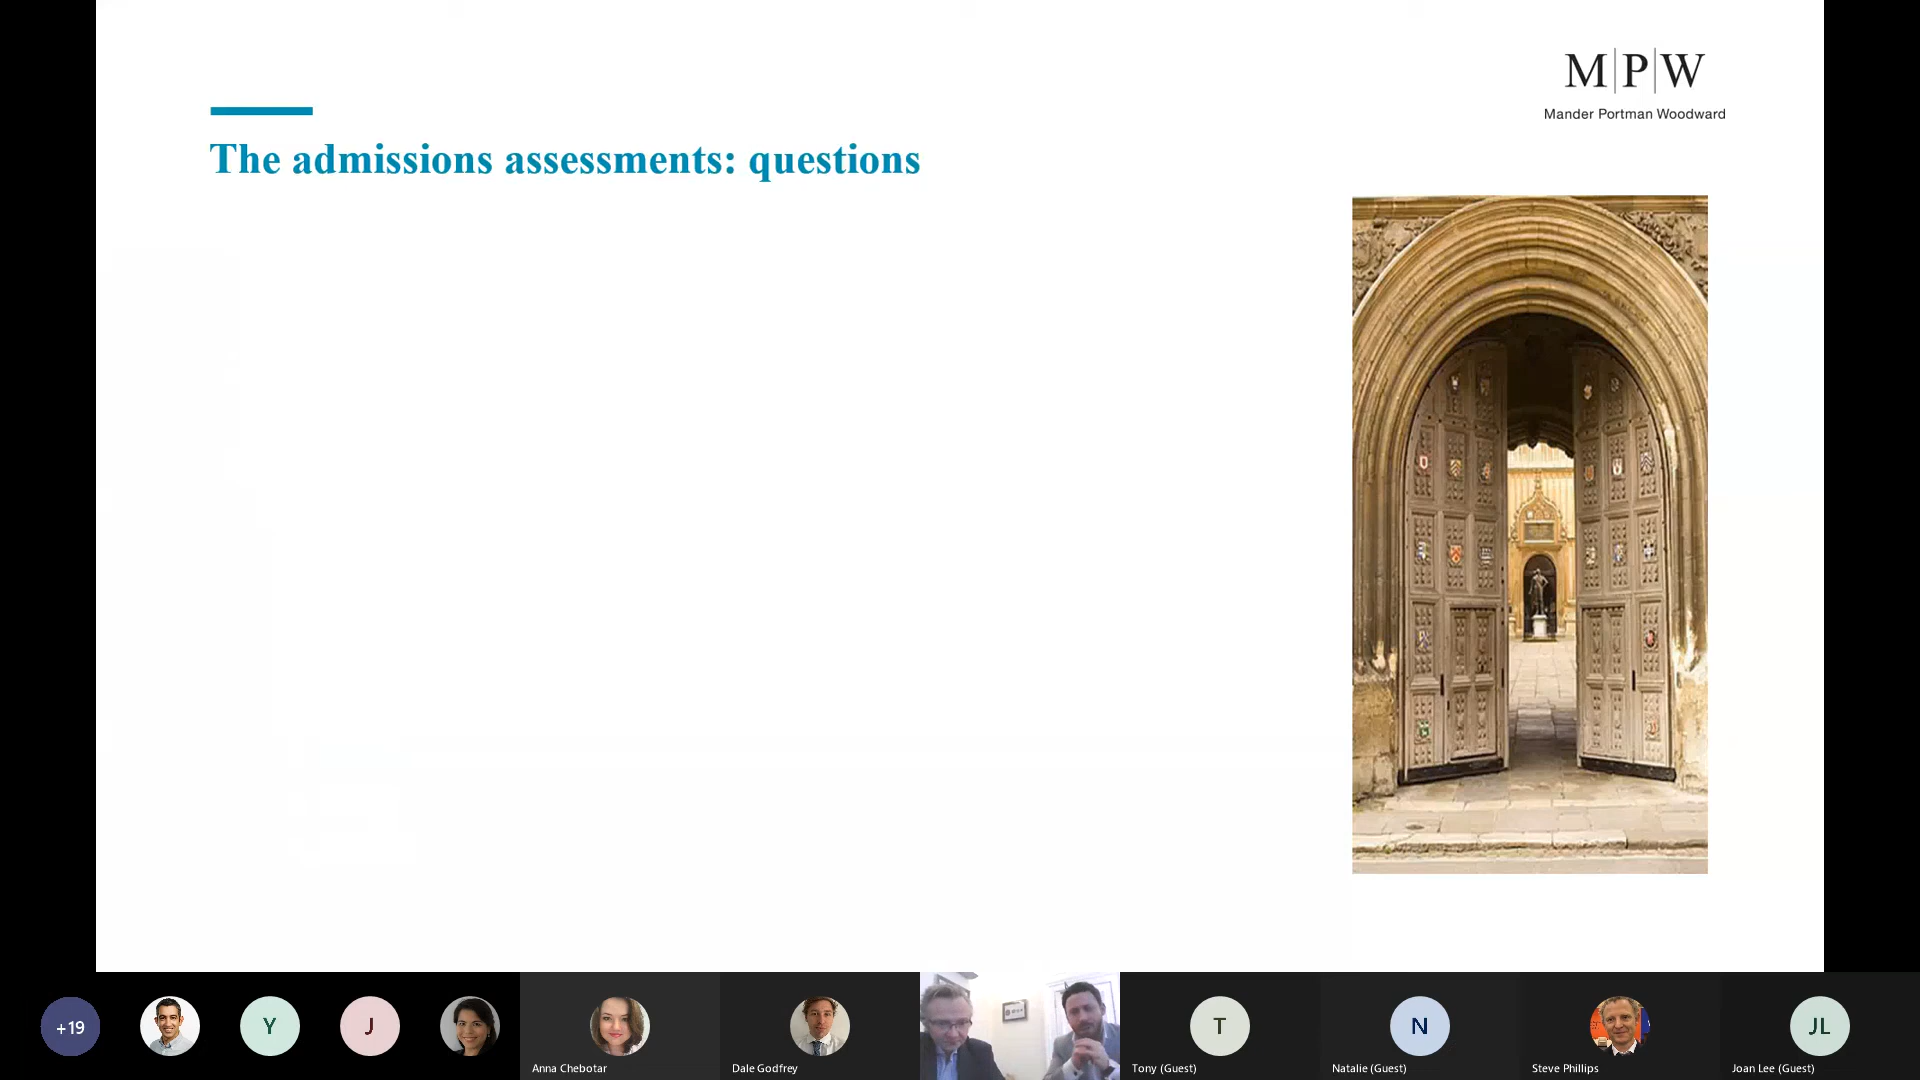 M|P|W
Mander Portman Woodward
The admissions assessments: questions
+19
Y
J
T
N
JL
Anna Chebotar
Dale Godfrey
Tony (Guest)
Natalie (Guest)
Steve Phillips
Joan Lee (Guest)